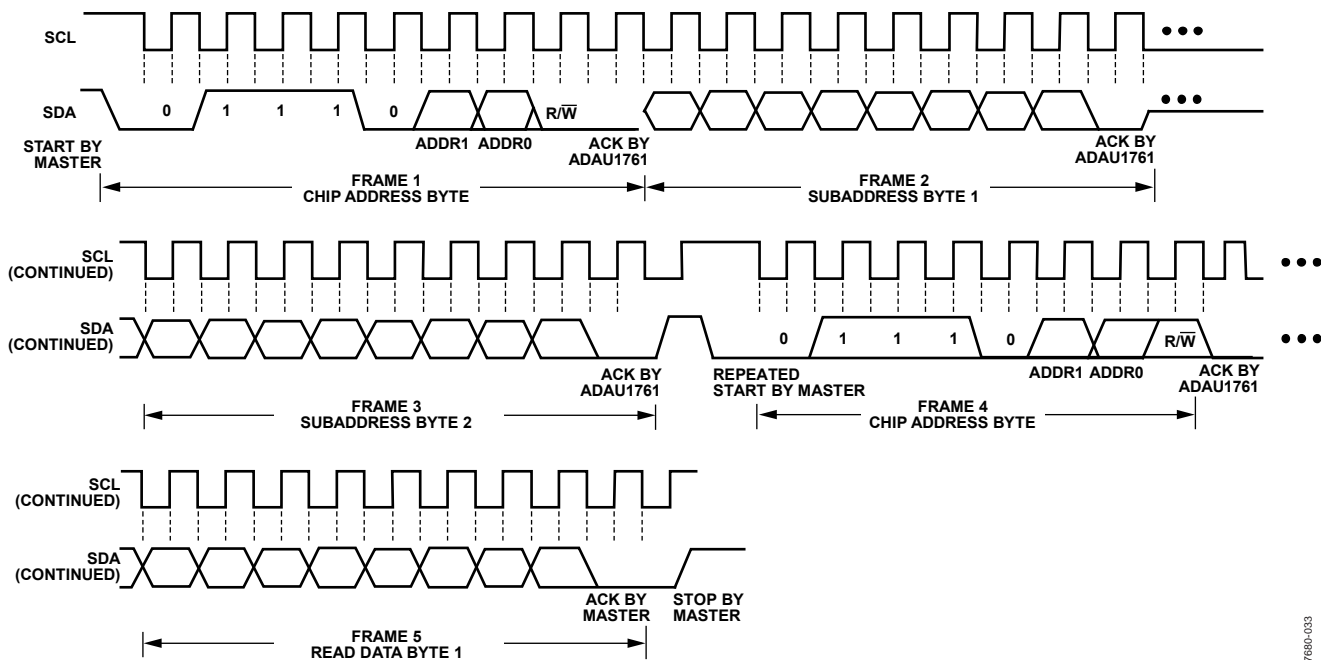 SCL
SDA
0 1 1 1 0 R/W̅
ADDR1 ADDR0
START BY
MASTER
ACK BY
ADAU1761
ACK BY
ADAU1761
FRAME 1
CHIP ADDRESS BYTE
FRAME 2
SUBADDRESS BYTE 1
SCL
(CONTINUED)
SDA
(CONTINUED)
0 1 1 1 0 R/W̅
ADDR1 ADDR0
ACK BY
ADAU1761
REPEATED
START BY MASTER
ACK BY
ADAU1761
FRAME 3
SUBADDRESS BYTE 2
FRAME 4
CHIP ADDRESS BYTE
SCL
(CONTINUED)
SDA
(CONTINUED)
ACK BY
MASTER
STOP BY
MASTER
FRAME 5
READ DATA BYTE 1
7680-033